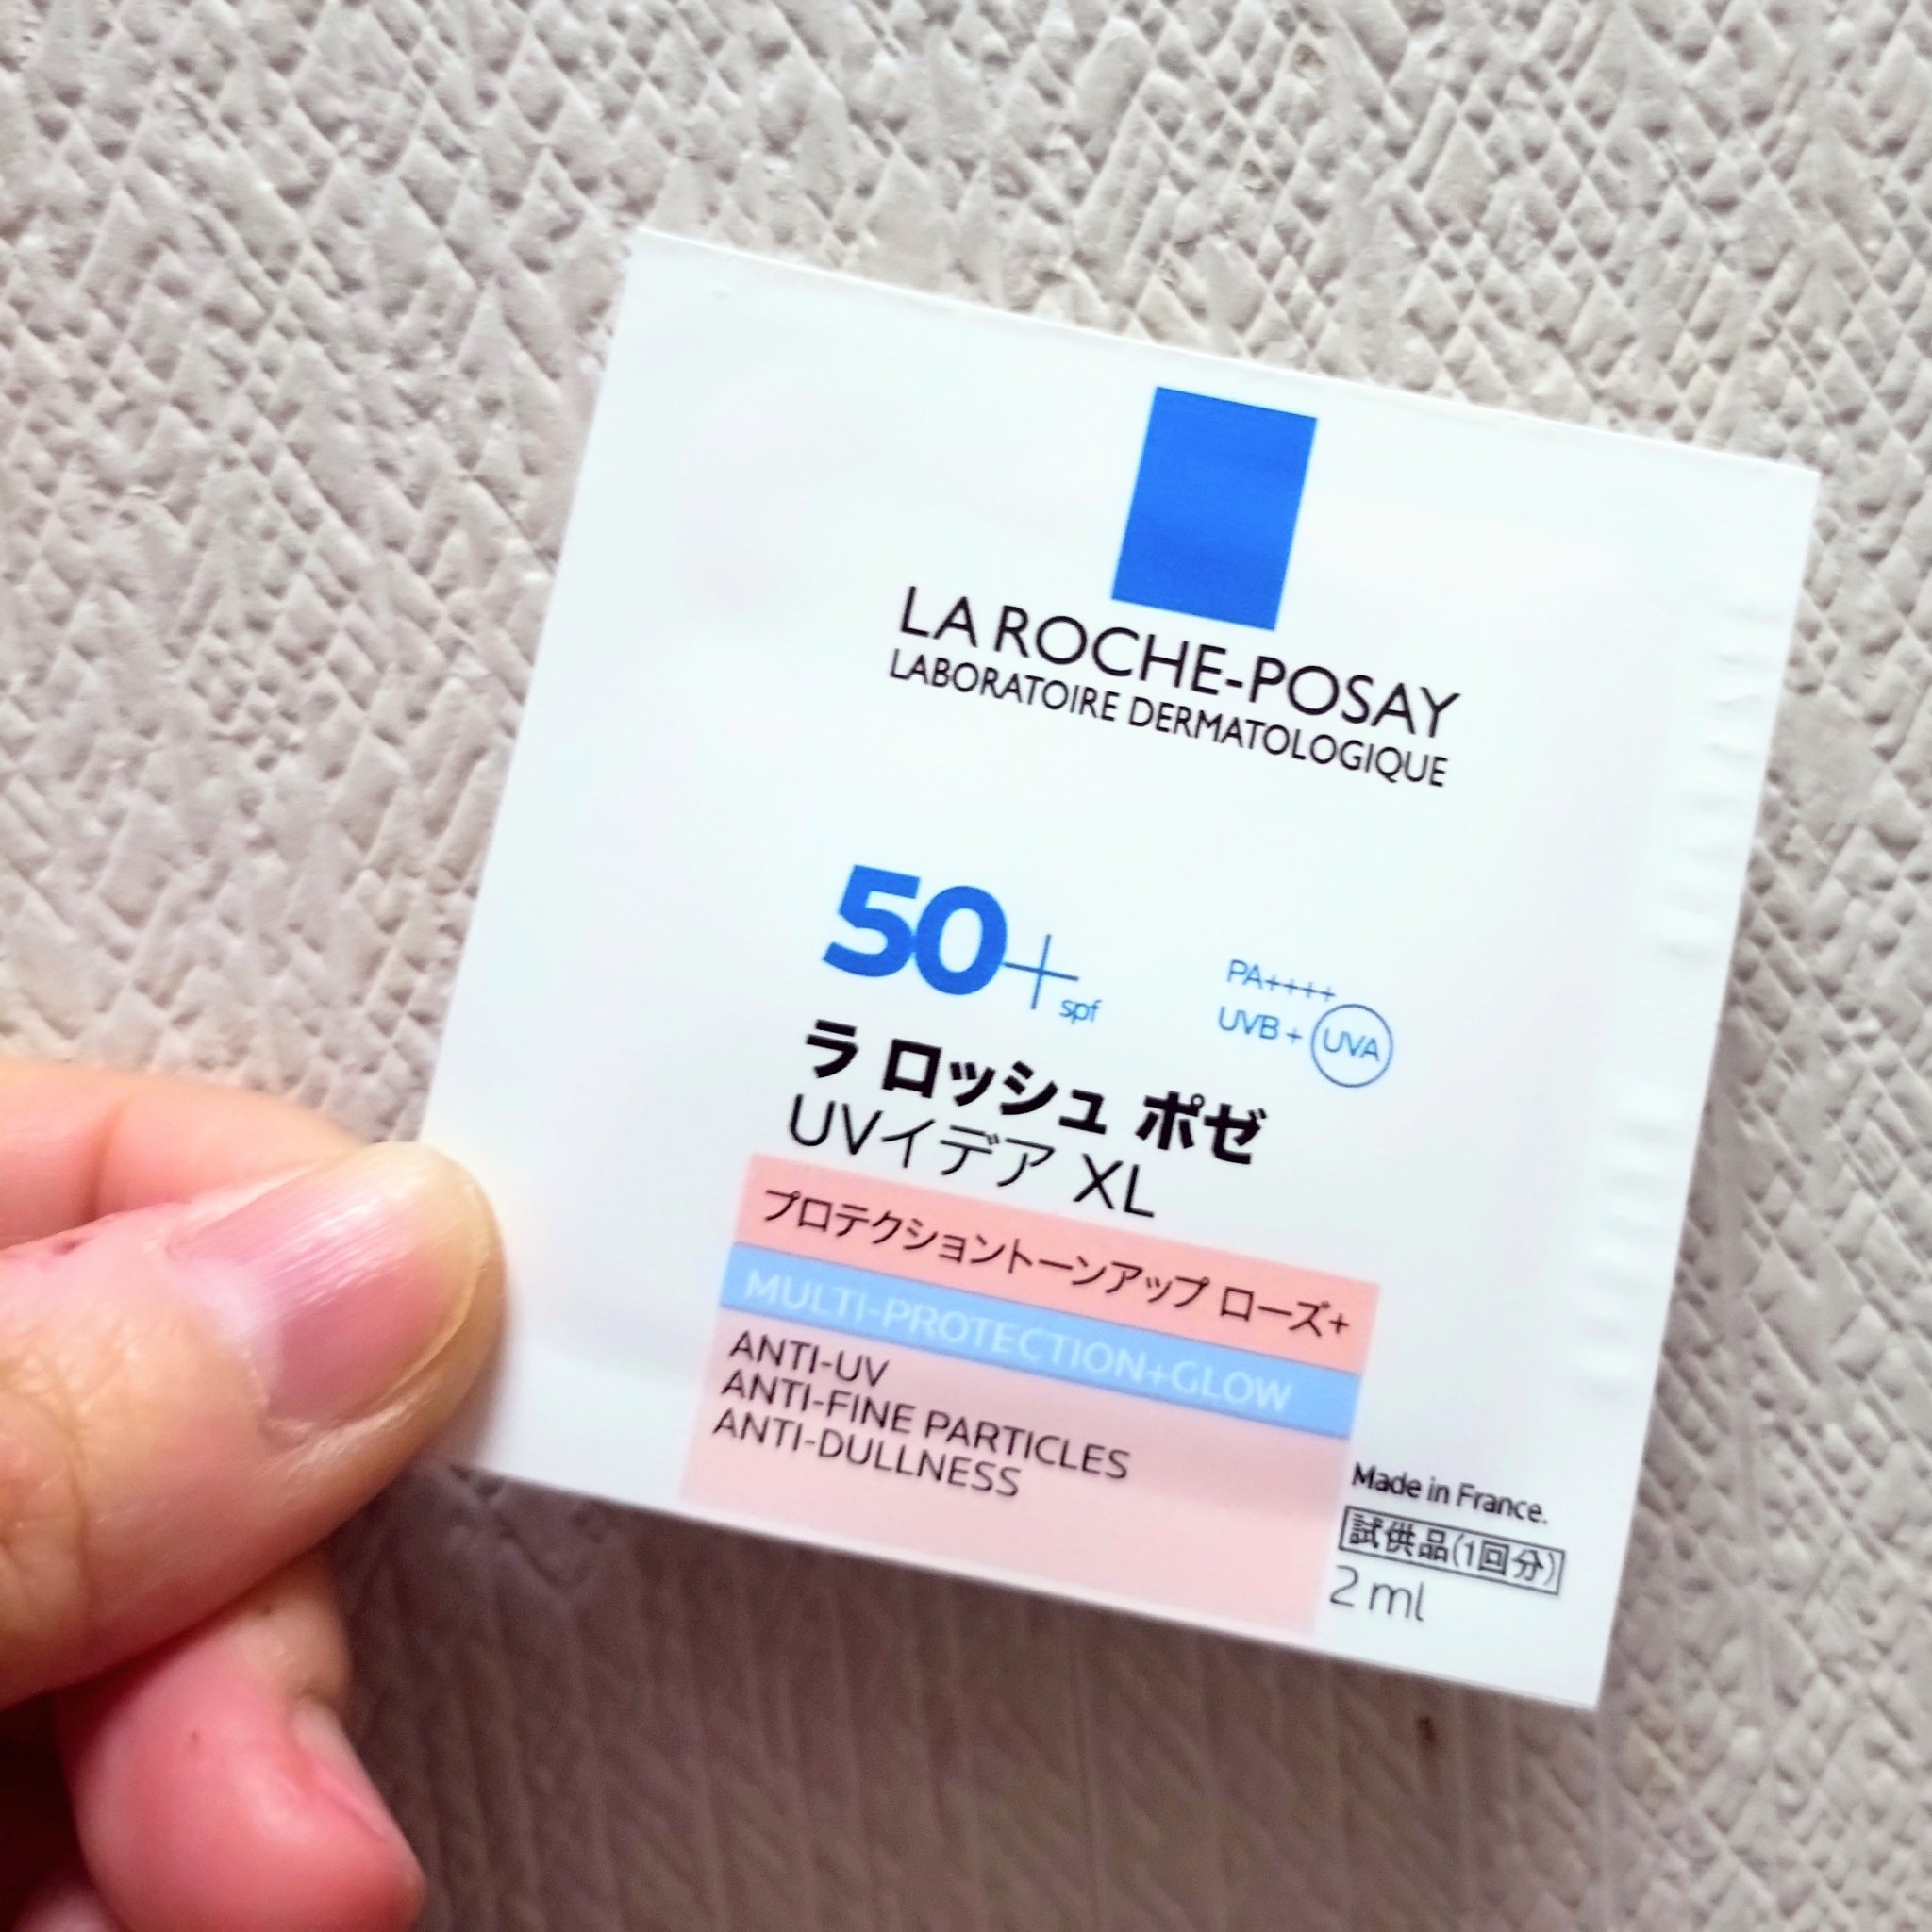 LA ROCHE-POSAY
LABORATOIRE DERMATOLOGIQUE
50+ spf
PA++++
UVB + UVA
ラ ロッシュ ポゼ
UVイデア XL
プロテクショントーンアップ ローズ+
MULTI-PROTECTION+GLOW
ANTI-UV
ANTI-FINE PARTICLES
ANTI-DULLNESS
Made in France.
試供品(1回分)
2 ml